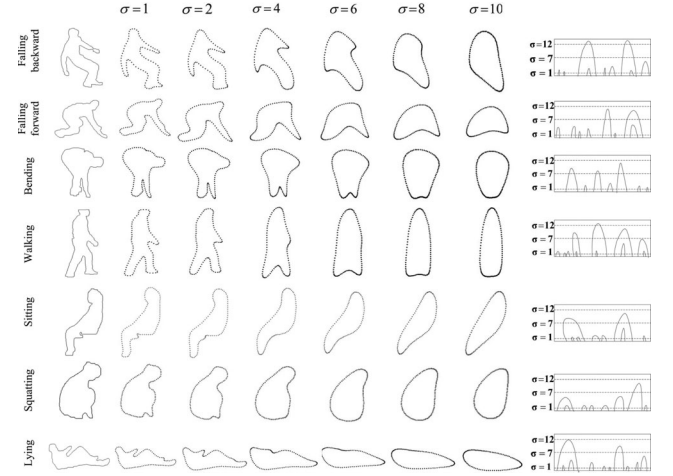 σ = 1 σ = 2 σ = 4 σ = 6 σ = 8 σ = 10
Falling
backward
σ=12
σ= 7
σ= 1
Falling
forward
σ=12
σ= 7
σ= 1
Bending
σ=12
σ= 7
σ = 1
Walking
σ=12
σ= 7
σ= 1
Sitting
σ=12
σ= 7
σ= 1
Squatting
σ=12
σ= 7
σ = 1
Lying
σ=12
σ= 7
σ= 1